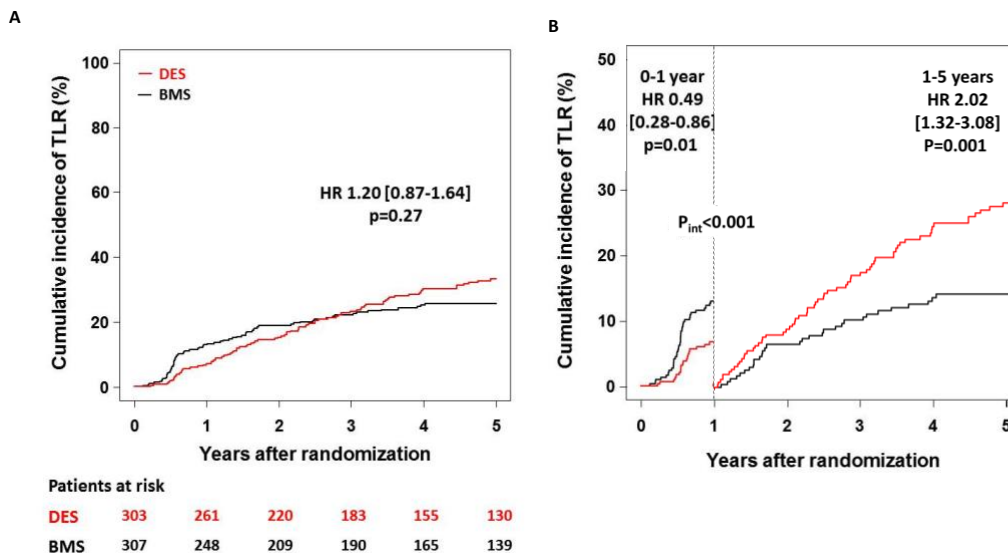 A
Cumulative incidence of TLR (%)
100
80
60
40
20
0
DES
BMS
HR 1.20 [0.87-1.64]
p=0.27
0 1 2 3 4 5
Years after randomization
Patients at risk
DES 303 261 220 183 155 130
BMS 307 248 209 190 165 139
B
Cumulative incidence of TLR (%)
50
40
30
20
10
0
0-1 year
HR 0.49
[0.28-0.86]
p=0.01
1-5 years
HR 2.02
[1.32-3.08]
P=0.001
Pint<0.001
0 1 2 3 4 5
Years after randomization